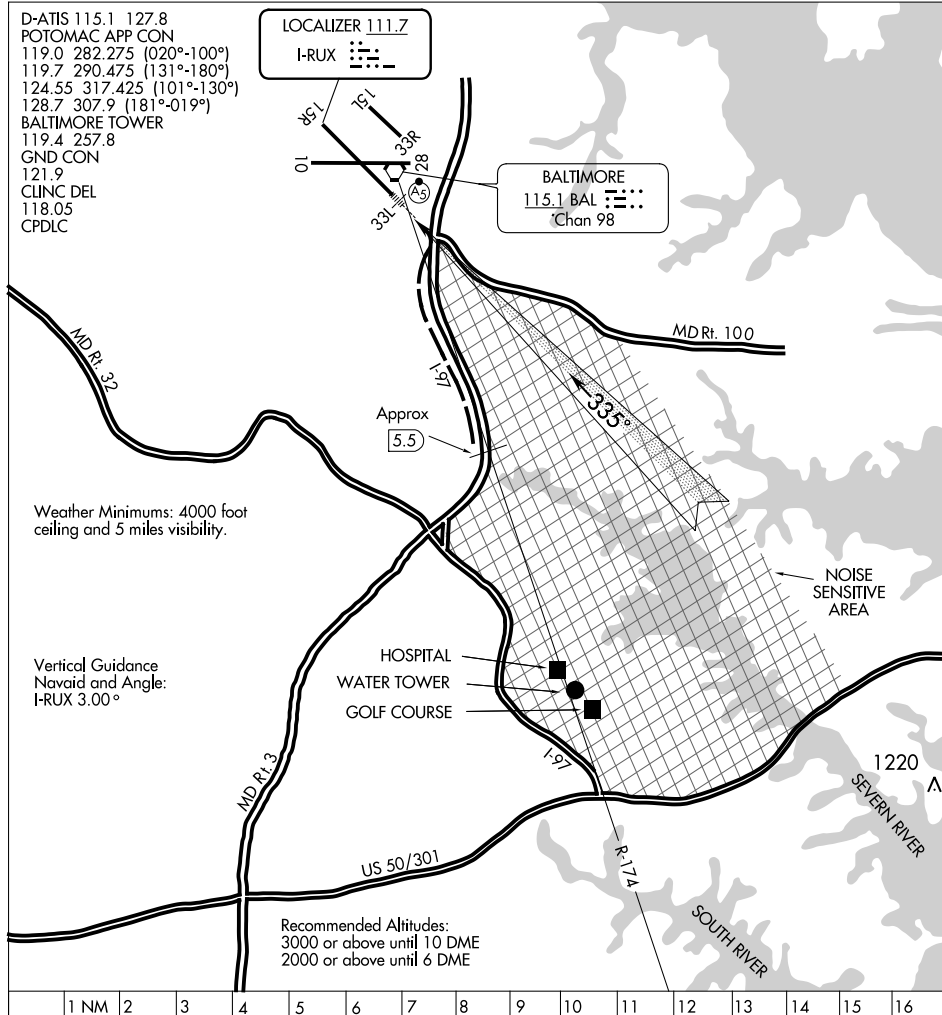 D-ATIS 115.1 127.8
POTOMAC APP CON
119.0 282.275 (020°-100°)
119.7 290.475 (131°-180°)
124.55 317.425 (101°-130°)
128.7 307.9 (181°-019°)
BALTIMORE TOWER
119.4 257.8
GND CON
121.9
CLINC DEL
118.05
CPDLC
LOCALIZER 111.7
I-RUX
15R
15L
33R
10
28
A5
33L
BALTIMORE
115.1 BAL
Chan 98
MD Rt. 100
MD Rt. 32
I-97
335°
Approx
5.5
Weather Minimums: 4000 foot
ceiling and 5 miles visibility.
NOISE
SENSITIVE
AREA
Vertical Guidance
Navaid and Angle:
I-RUX 3.00°
HOSPITAL
WATER TOWER
GOLF COURSE
I-97
1220
MD Rt. 3
SEVERN RIVER
US 50/301
R-174
Recommended Altitudes:
3000 or above until 10 DME
2000 or above until 6 DME
SOUTH RIVER
1 NM 2 3 4 5 6 7 8 9 10 11 12 13 14 15 16